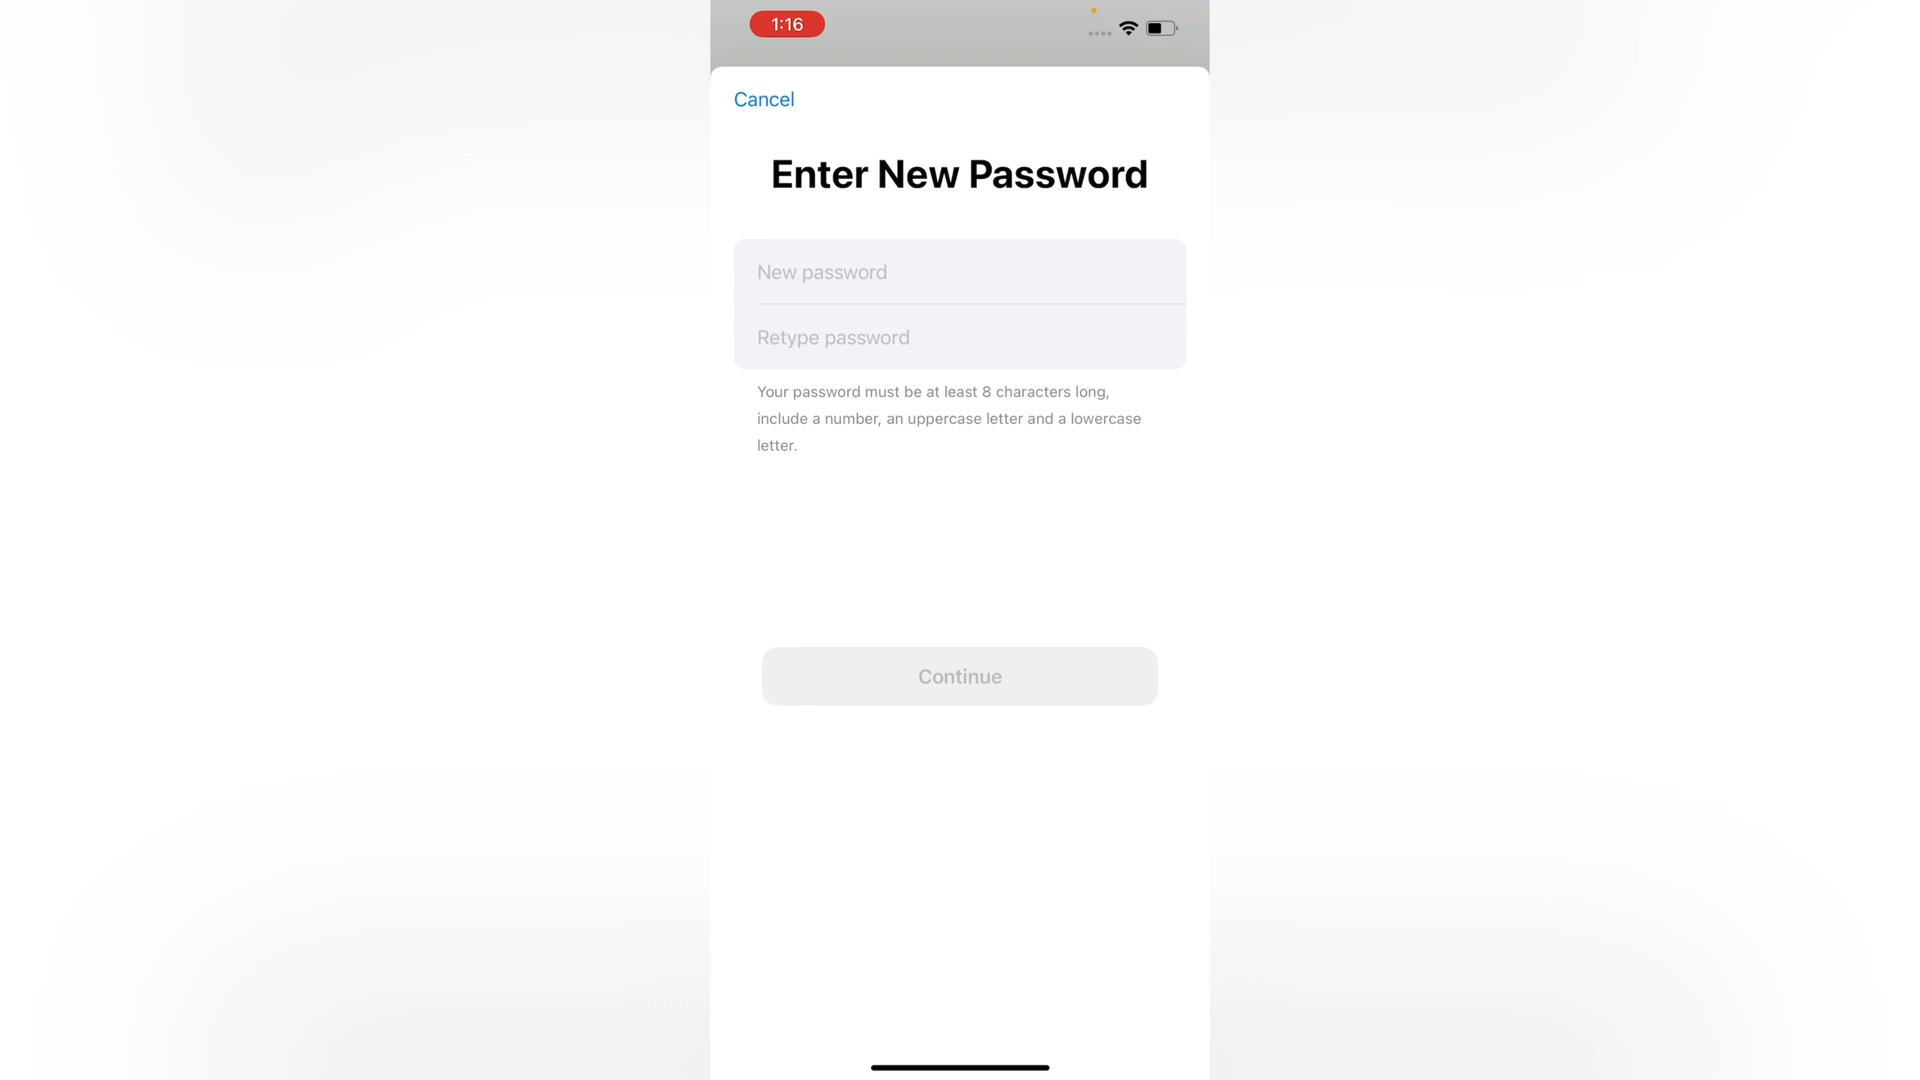 1:16
Cancel
Enter New Password
New password
Retype password
Your password must be at least 8 characters long,
include a number, an uppercase letter and a lowercase
letter.
Continue